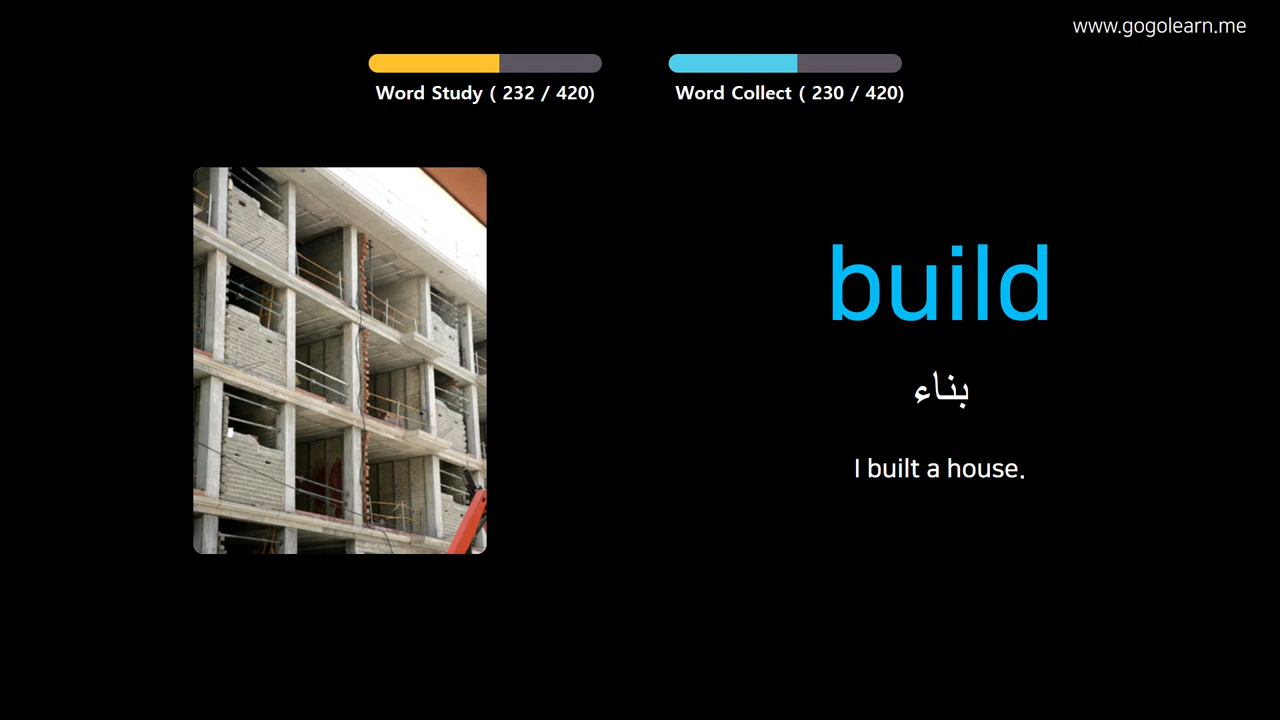 www.gogolearn.me
Word Study ( 232 / 420)
Word Collect ( 230 / 420)
build
بناء
I built a house.